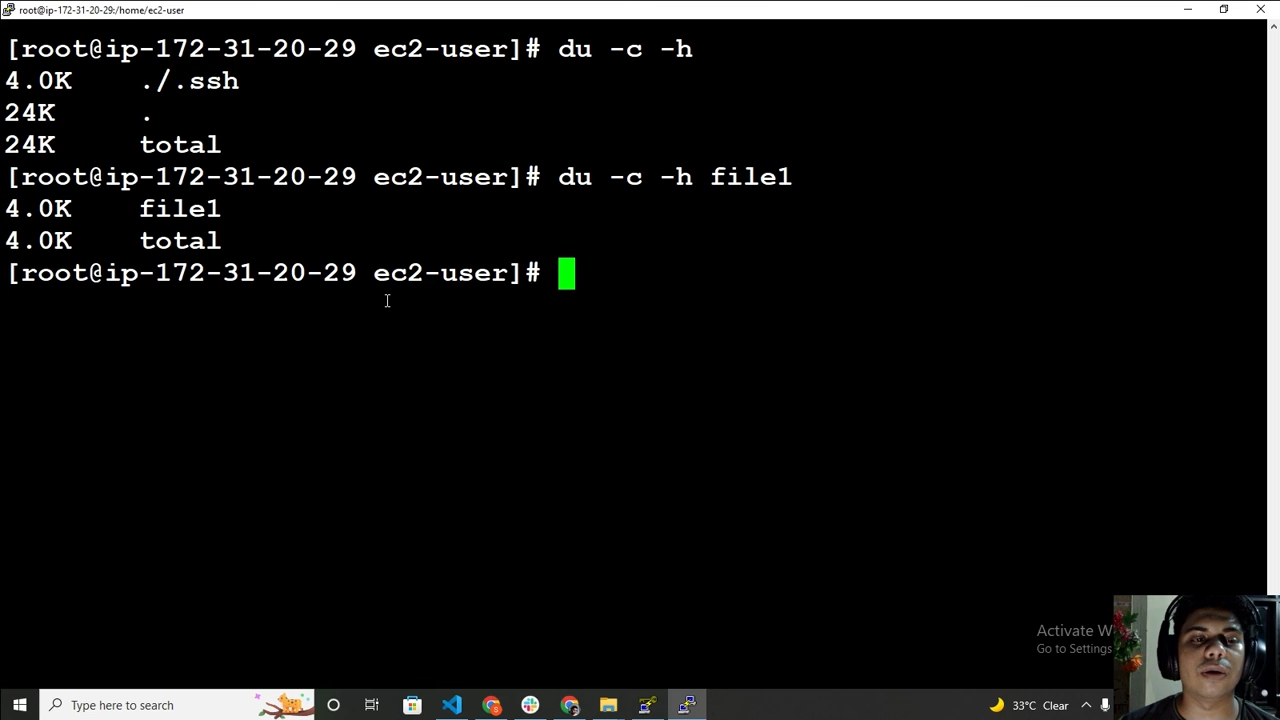 root@ip-172-31-20-29:/home/ec2-user
[root@ip-172-31-20-29 ec2-user]# du -c -h
4.0K ./.ssh
24K .
24K total
[root@ip-172-31-20-29 ec2-user]# du -c -h file1
4.0K file1
4.0K total
[root@ip-172-31-20-29 ec2-user]#
Activate W
Go to Settings
Type here to search
33°C Clear